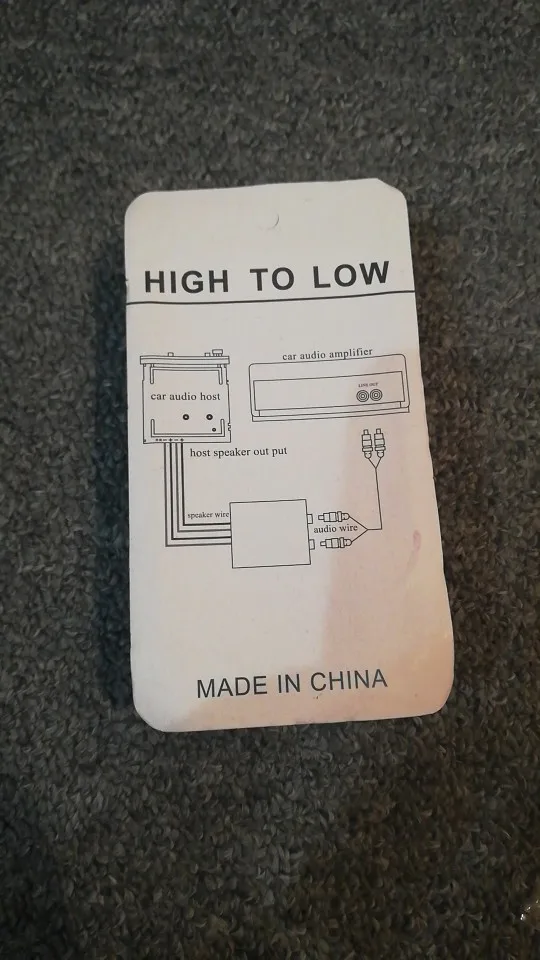 HIGH TO LOW
car audio amplifier
car audio host
LINE OUT
host speaker out put
speaker wire
audio wire
MADE IN CHINA